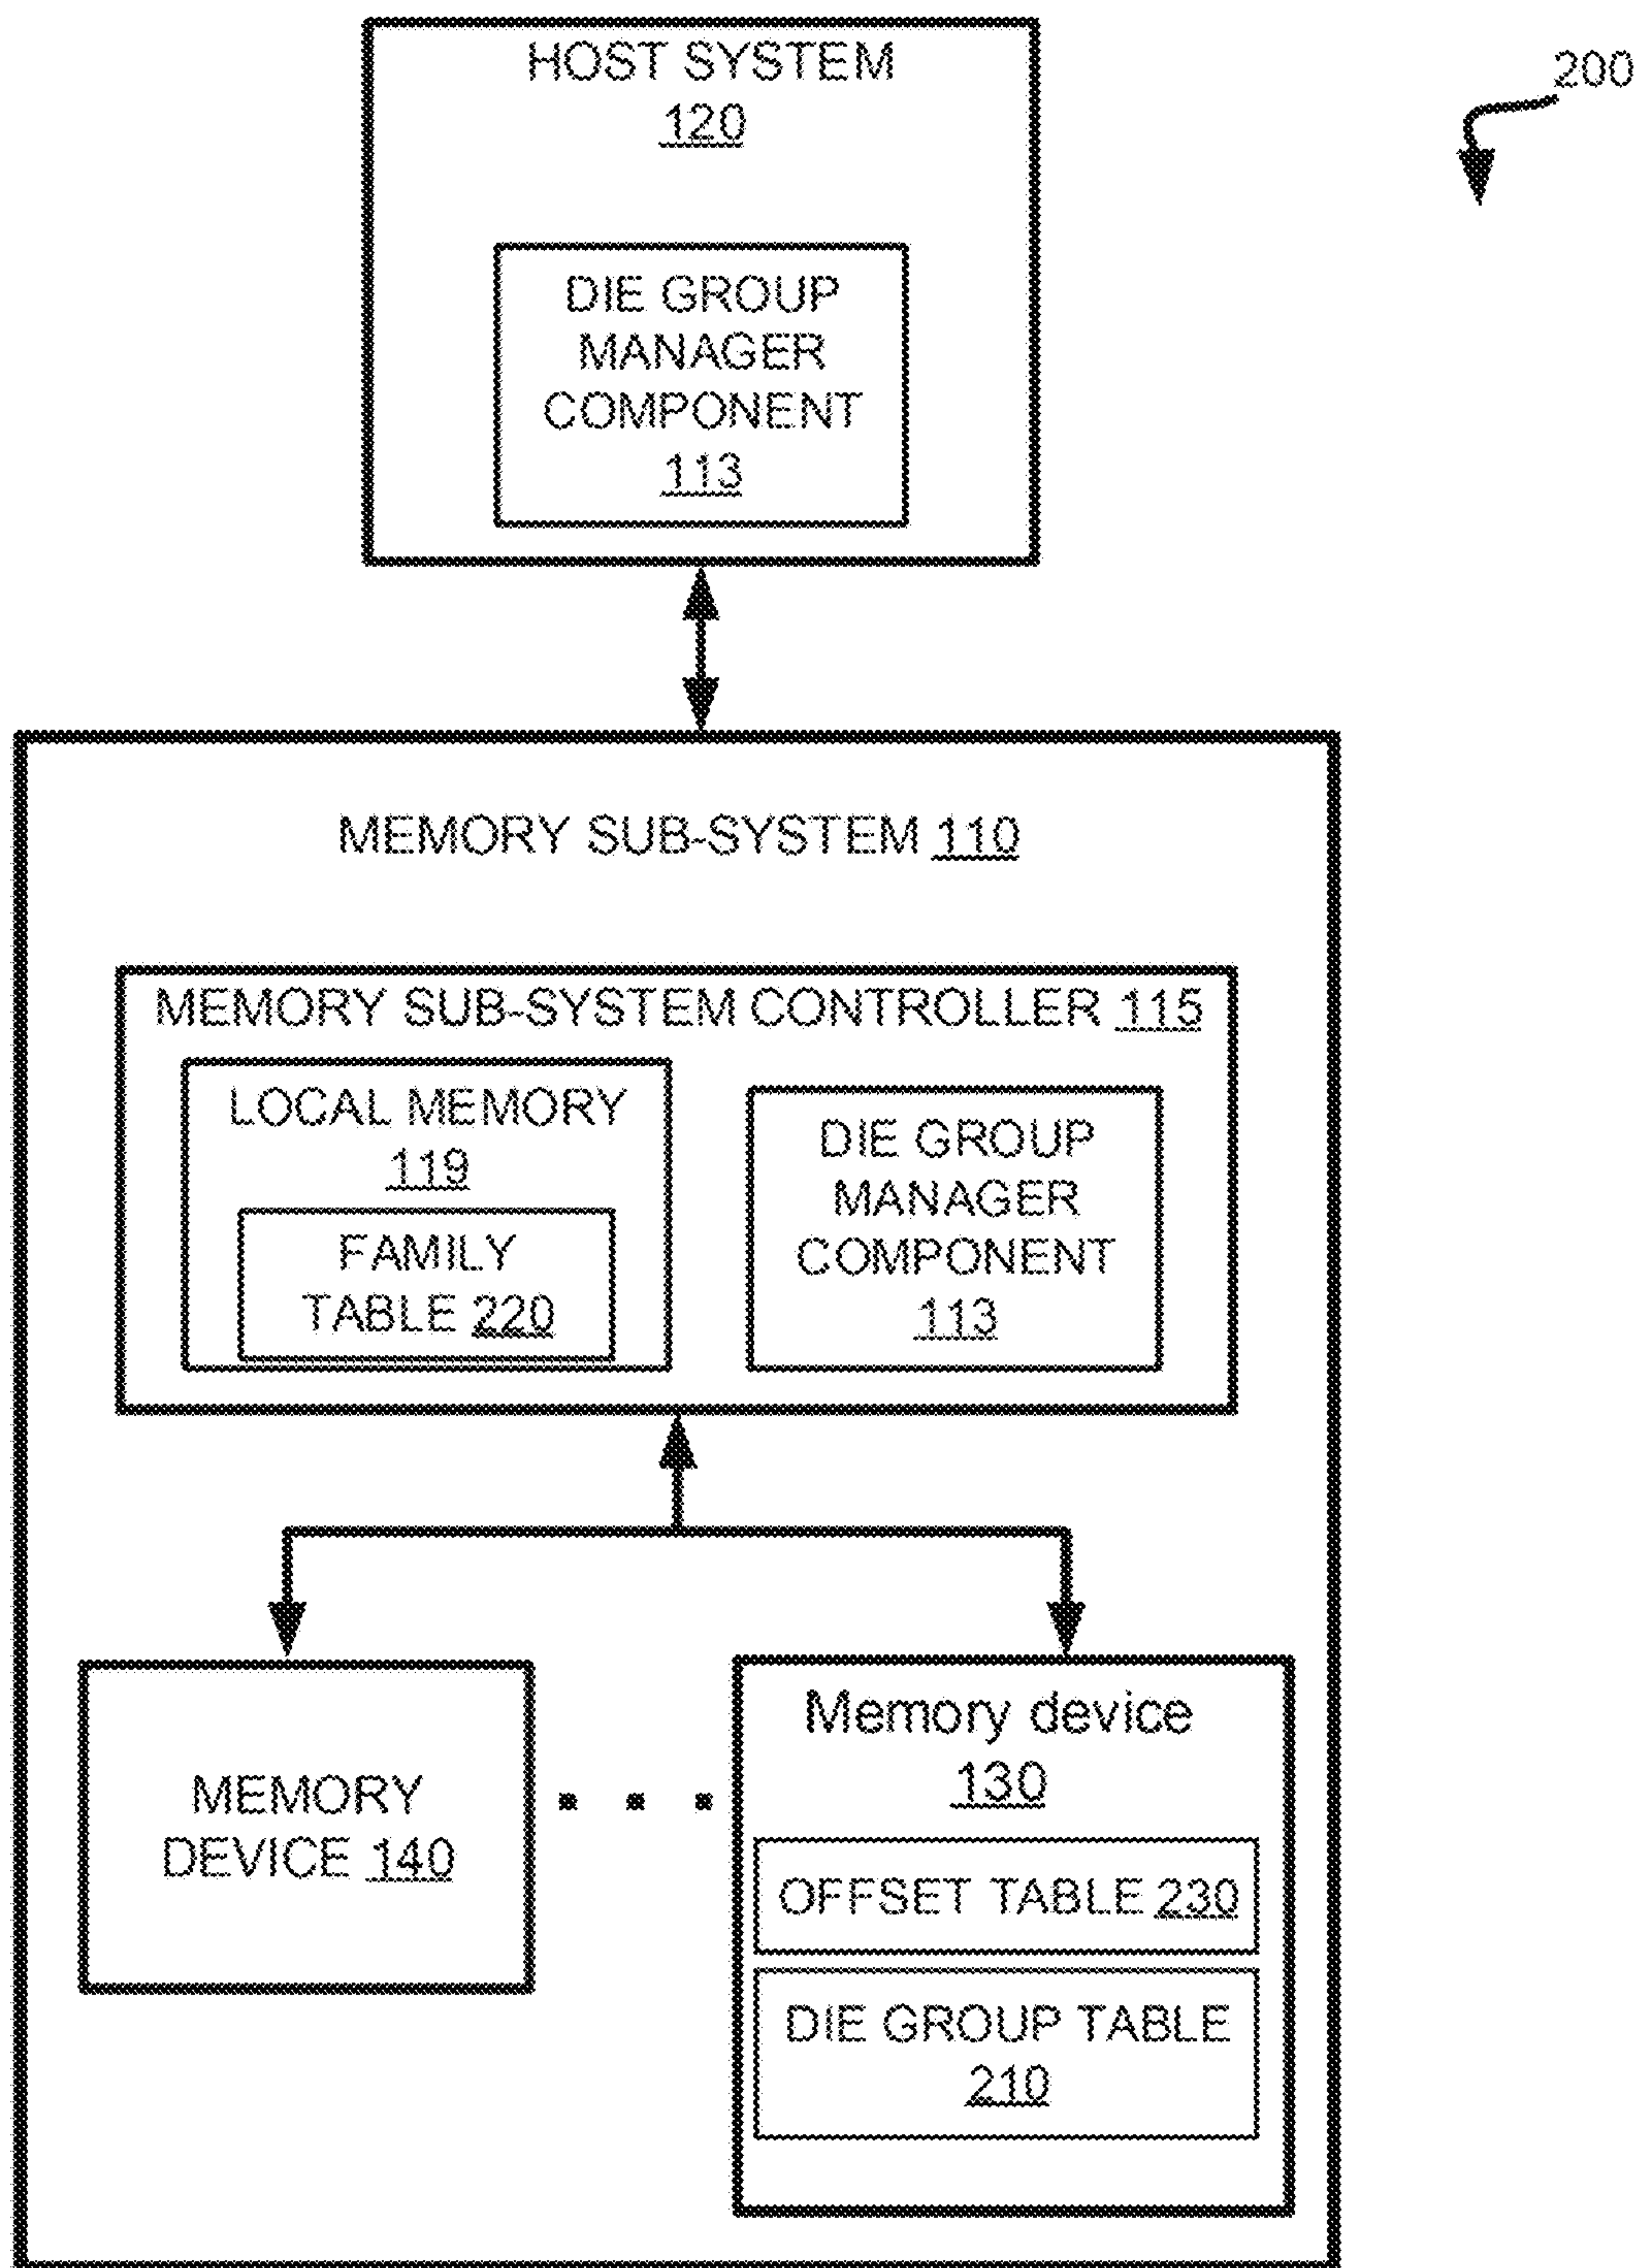 HOST SYSTEM
120
200
DIE GROUP
MANAGER
COMPONENT
113
MEMORY SUB-SYSTEM 110
MEMORY SUB-SYSTEM CONTROLLER 115
LOCAL MEMORY
119
FAMILY
TABLE 220
DIE GROUP
MANAGER
COMPONENT
113
MEMORY
DEVICE 140
Memory device
130
OFFSET TABLE 230
DIE GROUP TABLE
210